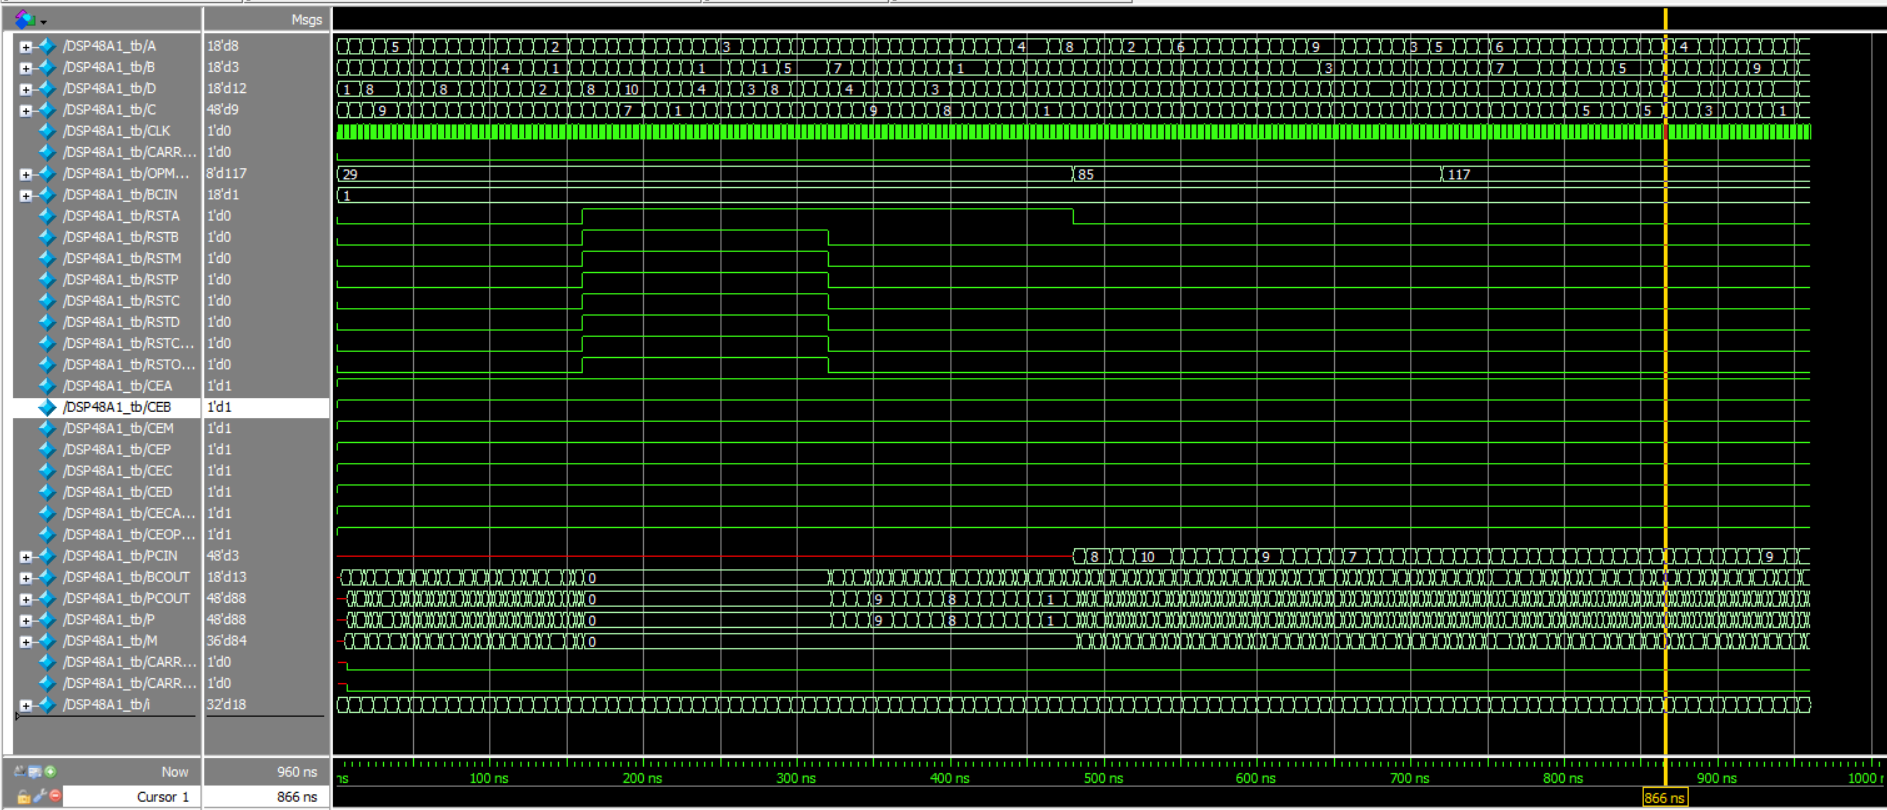 Msgs
/DSP48A1_tb/A 18'd8 5 2 3 4 8 2 6 9 3 5 6 4
/DSP48A1_tb/B 18'd3 4 1 1 1 5 7 1 3 7 5 9
/DSP48A1_tb/D 18'd12 1 8 8 2 8 10 4 3 8 4 3
/DSP48A1_tb/C 48'd9 9 7 1 9 8 1 5 5 3 1
/DSP48A1_tb/CLK 1'd0
/DSP48A1_tb/CARR... 1'd0
/DSP48A1_tb/OPM... 8'd117 29 85 117
/DSP48A1_tb/BCIN 18'd1 1
/DSP48A1_tb/RSTA 1'd0
/DSP48A1_tb/RSTB 1'd0
/DSP48A1_tb/RSTM 1'd0
/DSP48A1_tb/RSTP 1'd0
/DSP48A1_tb/RSTC 1'd0
/DSP48A1_tb/RSTD 1'd0
/DSP48A1_tb/RSTC... 1'd0
/DSP48A1_tb/RSTO... 1'd0
/DSP48A1_tb/CEA 1'd1
/DSP48A1_tb/CEB 1'd1
/DSP48A1_tb/CEM 1'd1
/DSP48A1_tb/CEP 1'd1
/DSP48A1_tb/CEC 1'd1
/DSP48A1_tb/CED 1'd1
/DSP48A1_tb/CECA... 1'd1
/DSP48A1_tb/CEOP... 1'd1
/DSP48A1_tb/PCIN 48'd3 8 10 9 7 9
/DSP48A1_tb/BCOUT 18'd13 0
/DSP48A1_tb/PCOUT 48'd88 0 9 8 1
/DSP48A1_tb/P 48'd88 0 9 8 1
/DSP48A1_tb/M 36'd84 0
/DSP48A1_tb/CARR... 1'd0
/DSP48A1_tb/CARR... 1'd0
/DSP48A1_tb/i 32'd18
Now 960 ns ns 100 ns 200 ns 300 ns 400 ns 500 ns 600 ns 700 ns 800 ns 900 ns 1000
Cursor 1 866 ns 866 ns